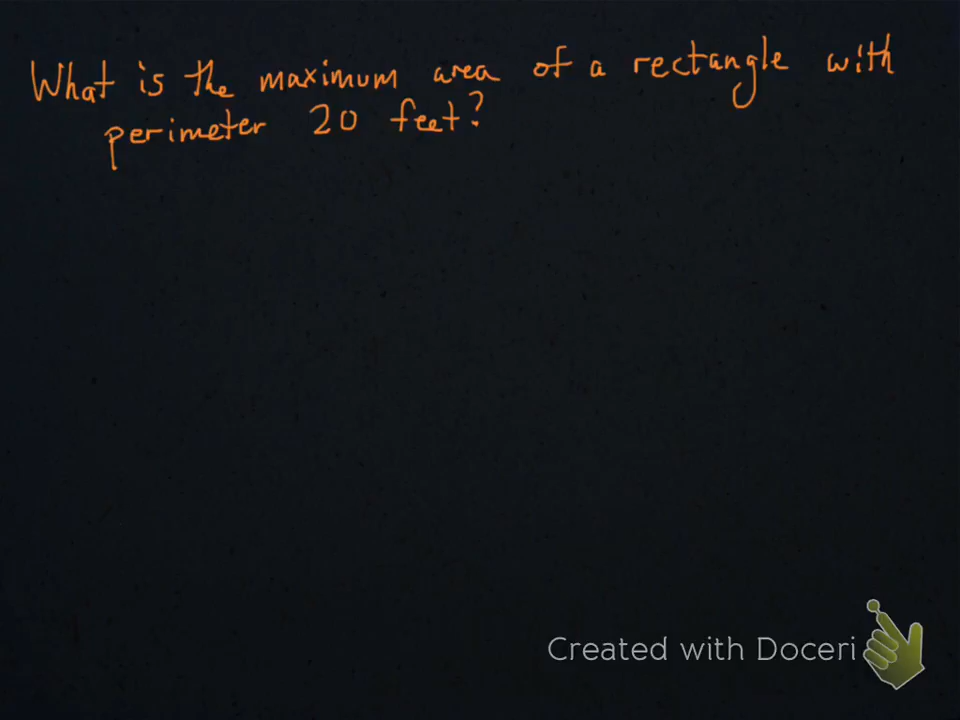 What is the maximum area of a rectangle with
perimeter 20 feet?
Created with Doceri